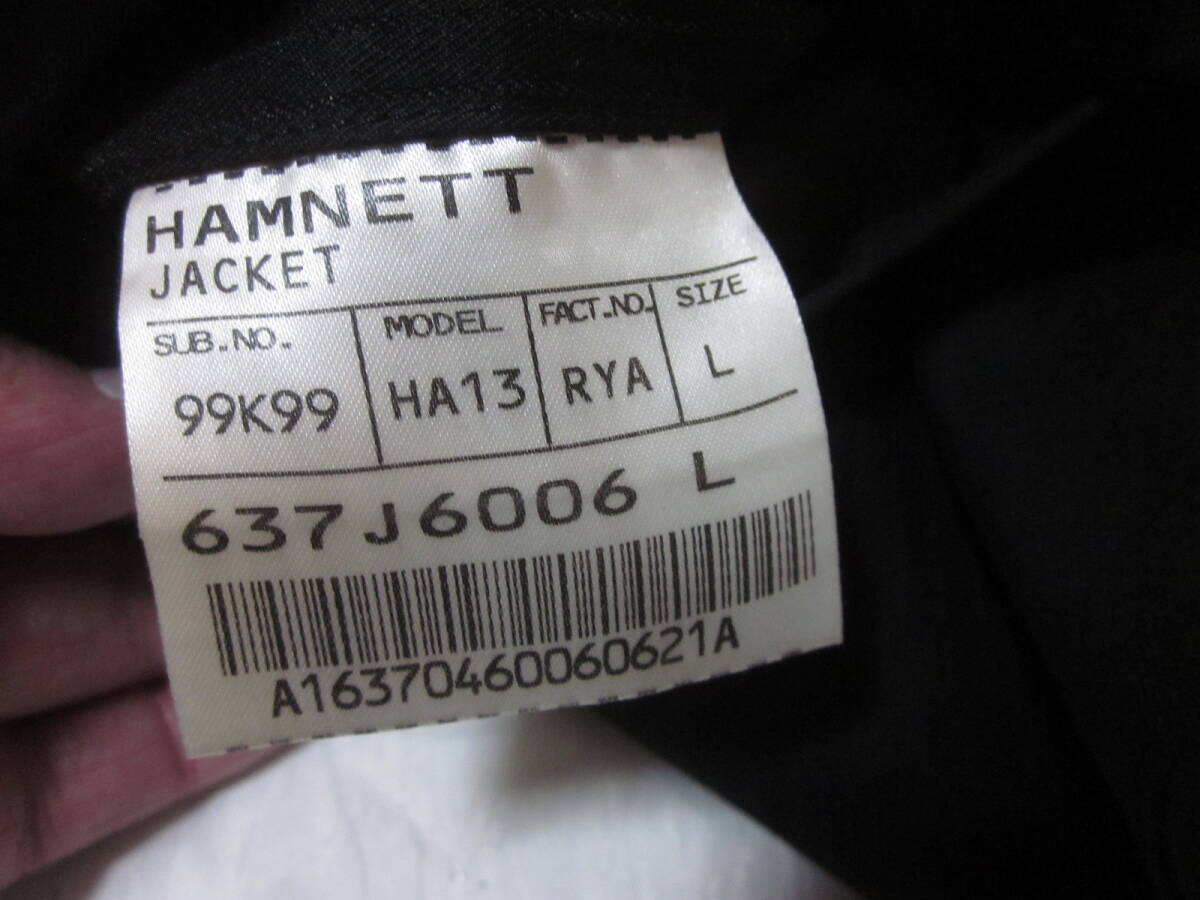 HAMNETT
JACKET
SUB.NO. MODEL FACT.NO. SIZE
99K99 HA13 RYA L
637J6006 L
A16370460060621A